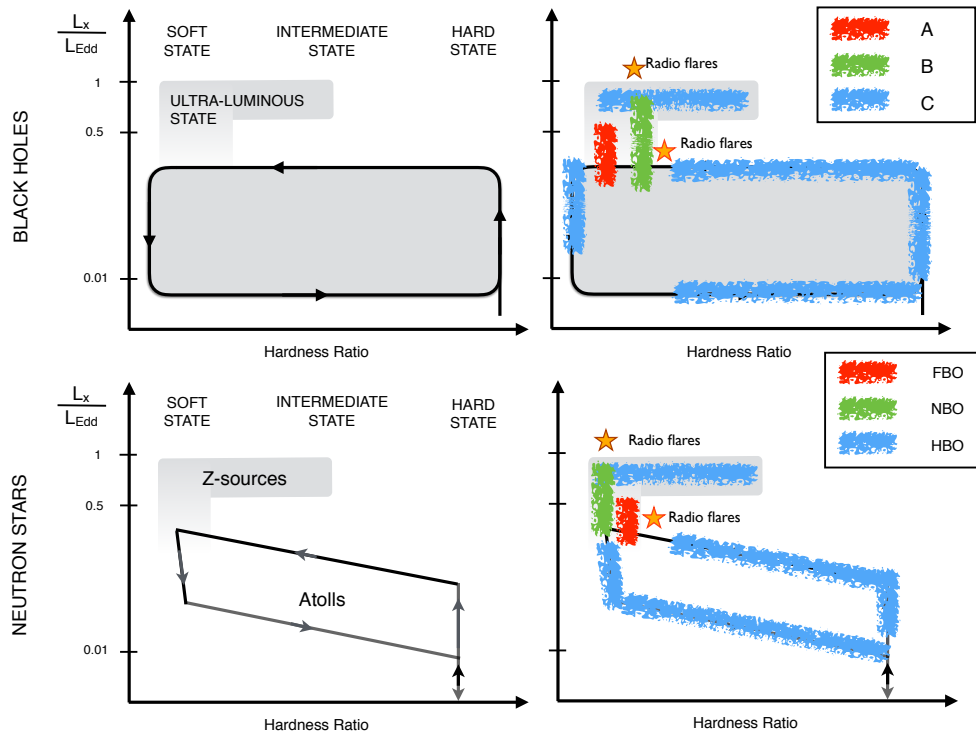 BLACK HOLES
Lx
LEdd
SOFT STATE
INTERMEDIATE STATE
HARD STATE
1
ULTRA-LUMINOUS STATE
0.5
0.01
Hardness Ratio
Radio flares
Radio flares
A
B
C
Hardness Ratio
NEUTRON STARS
Lx
LEdd
SOFT STATE
INTERMEDIATE STATE
HARD STATE
1
Z-sources
0.5
Atolls
0.01
Hardness Ratio
Radio flares
Radio flares
FBO
NBO
HBO
Hardness Ratio